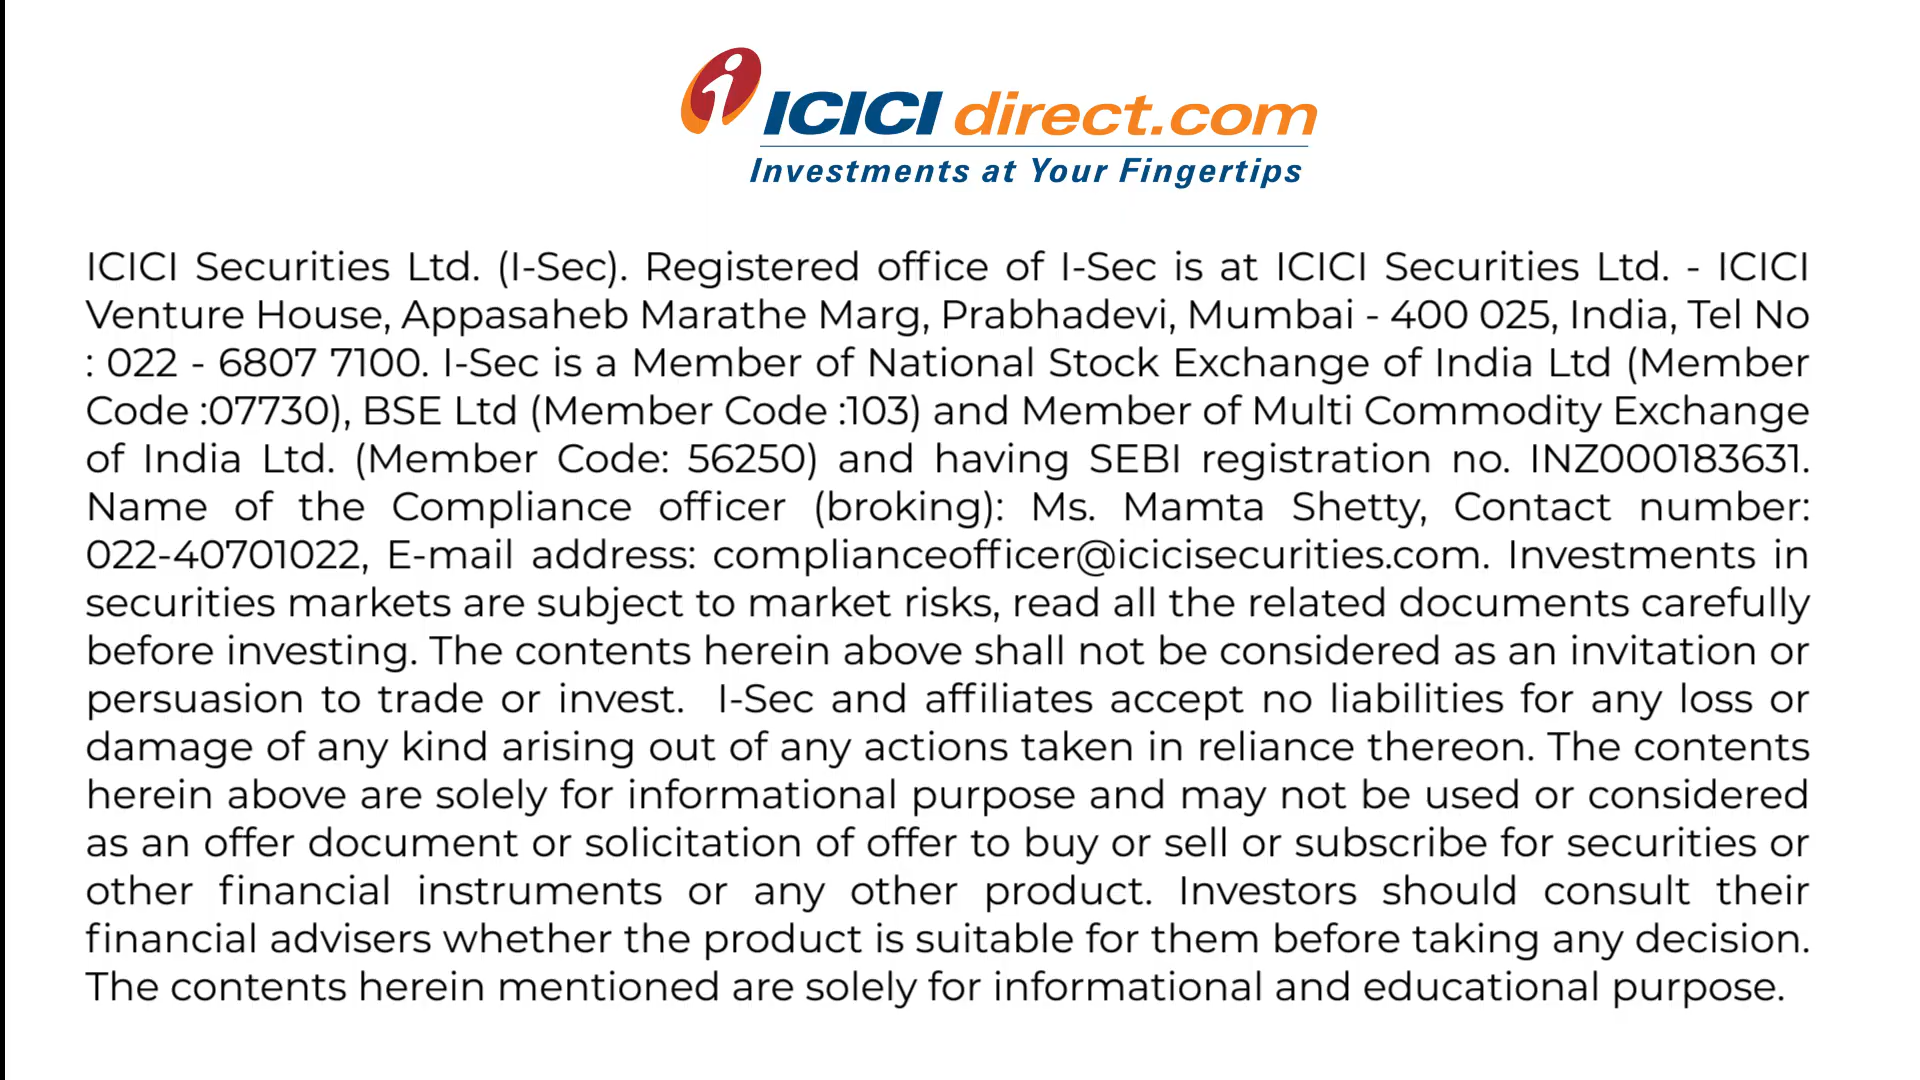 ICICI direct.com
Investments at Your Fingertips
ICICI Securities Ltd. (I-Sec). Registered office of I-Sec is at ICICI Securities Ltd. - ICICI
Venture House, Appasaheb Marathe Marg, Prabhadevi, Mumbai - 400 025, India, Tel No
: 022 - 6807 7100. I-Sec is a Member of National Stock Exchange of India Ltd (Member
Code :07730), BSE Ltd (Member Code :103) and Member of Multi Commodity Exchange
of India Ltd. (Member Code: 56250) and having SEBI registration no. INZ000183631.
Name of the Compliance officer (broking): Ms. Mamta Shetty, Contact number:
022-40701022, E-mail address: complianceofficer@icicisecurities.com. Investments in
securities markets are subject to market risks, read all the related documents carefully
before investing. The contents herein above shall not be considered as an invitation or
persuasion to trade or invest.  I-Sec and affiliates accept no liabilities for any loss or
damage of any kind arising out of any actions taken in reliance thereon. The contents
herein above are solely for informational purpose and may not be used or considered
as an offer document or solicitation of offer to buy or sell or subscribe for securities or
other financial instruments or any other product. Investors should consult their
financial advisers whether the product is suitable for them before taking any decision.
The contents herein mentioned are solely for informational and educational purpose.